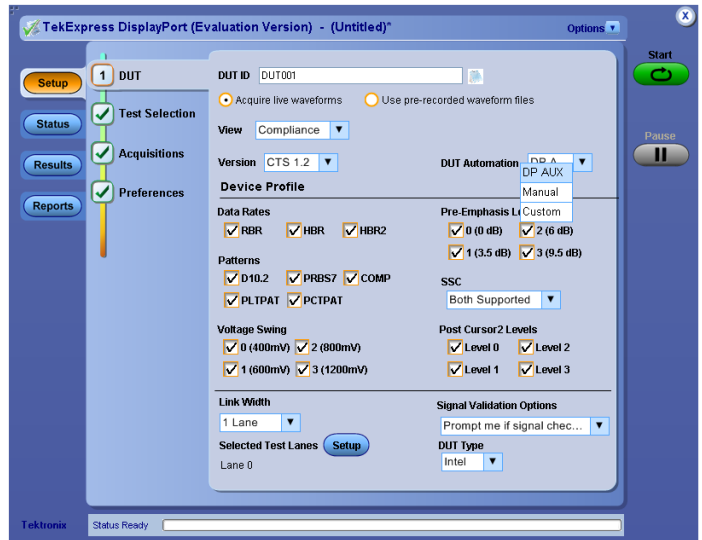 TekExpress DisplayPort (Evaluation Version) - (Untitled)*
Options
Start
Pause
Setup
Status
Results
Reports
1 DUT
Test Selection
Acquisitions
Preferences
DUT ID DUT001
Acquire live waveforms Use pre-recorded waveform files
View Compliance
Version CTS 1.2 DUT Automation
DP AUX
Manual
Custom
Device Profile
Data Rates
RBR HBR HBR2
Patterns
D10.2 PRBS7 COMP
PLTPAT PCTPAT
Voltage Swing
0 (400mV) 2 (800mV)
1 (600mV) 3 (1200mV)
Pre-Emphasis
0 (0 dB) 2 (6 dB)
1 (3.5 dB) 3 (9.5 dB)
SSC
Both Supported
Post Cursor2 Levels
Level 0 Level 2
Level 1 Level 3
Link Width
1 Lane
Selected Test Lanes Setup
Lane 0
Signal Validation Options
Prompt me if signal chec...
DUT Type
Intel
Tektronix Status Ready